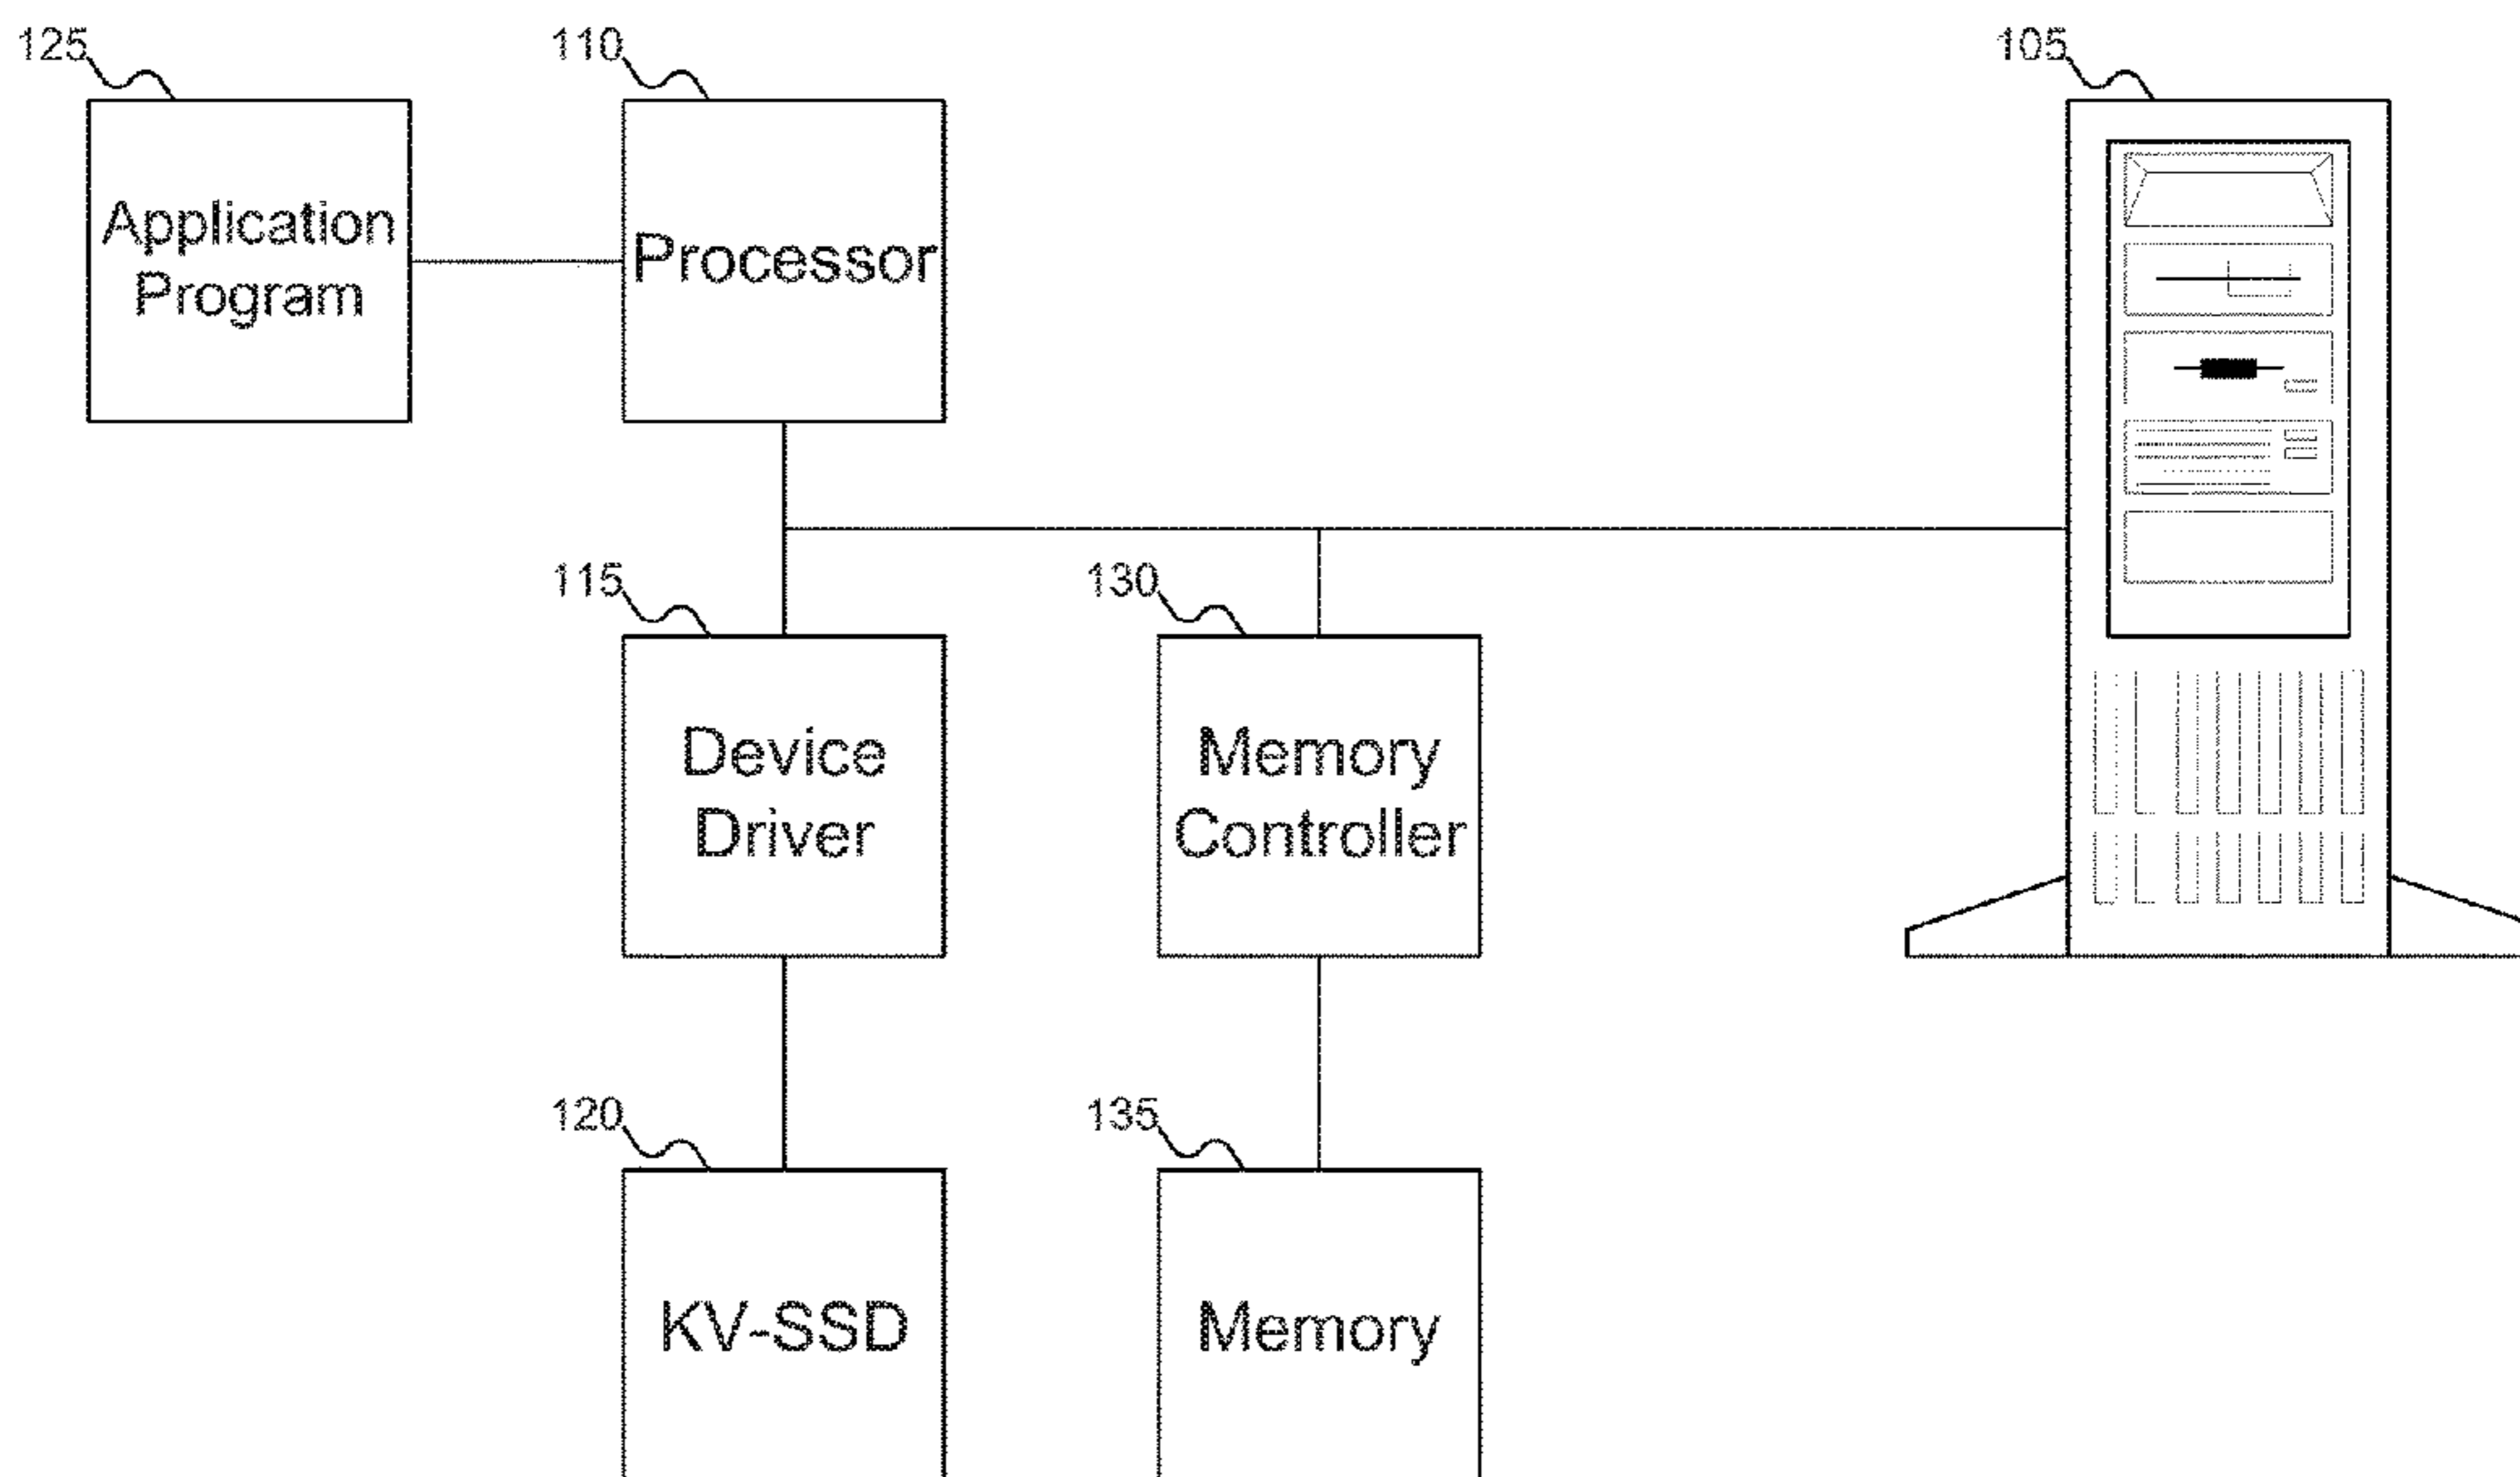 125
110
105
Application
Program
Processor
115
130
Device
Driver
Memory
Controller
120
135
KV-SSD
Memory